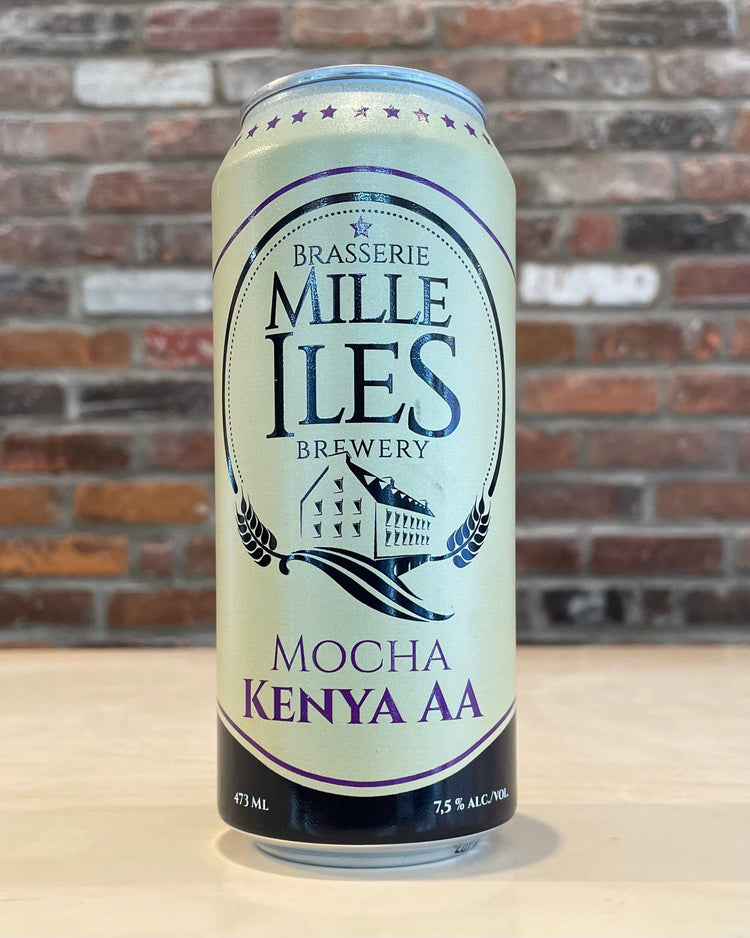 Brasserie
Mille
Iles
Brewery
Mocha
Kenya AA
473 mL
7,5 % alc./vol.